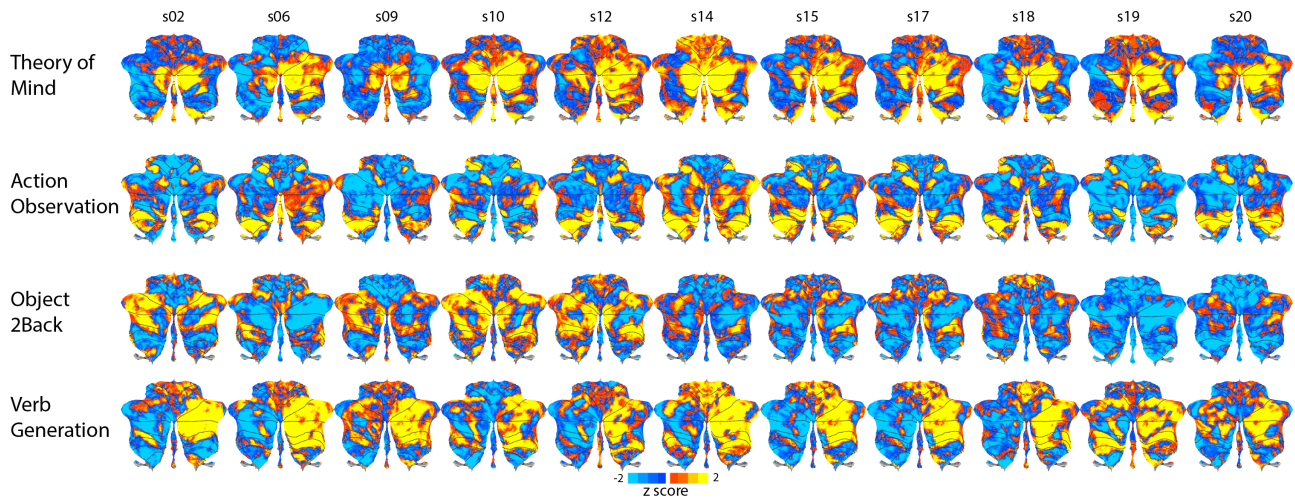 s02 s06 s09 s10 s12 s14 s15 s17 s18 s19 s20
Theory of
Mind
Action
Observation
Object
2Back
Verb
Generation
-2 2
z score